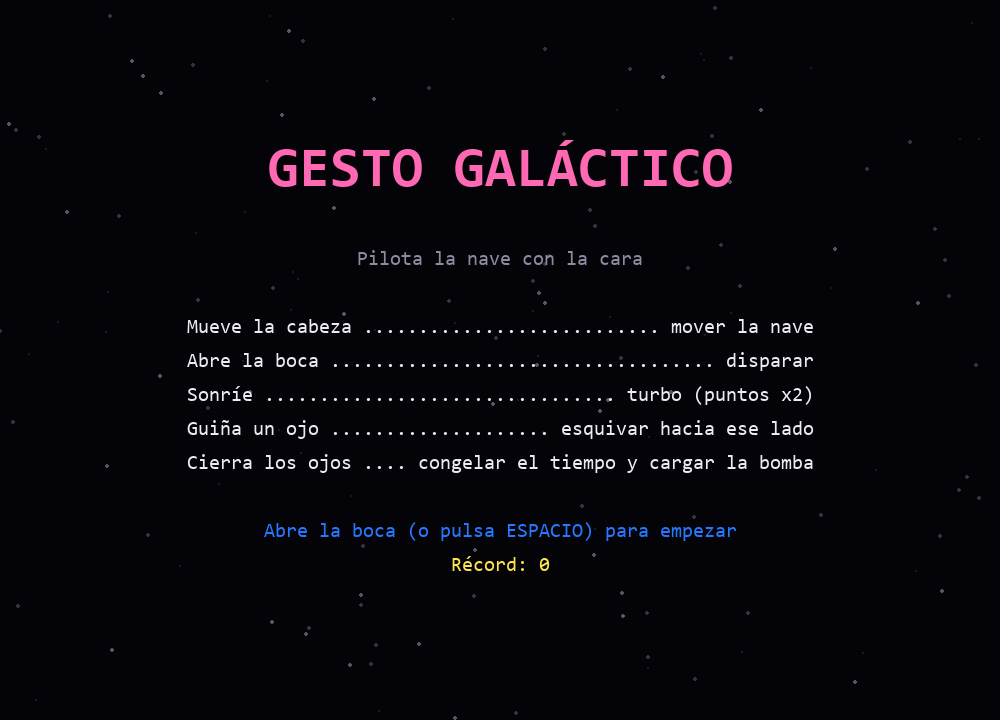 GESTO GALÁCTICO
Pilota la nave con la cara
Mueve la cabeza ........................... mover la nave
Abre la boca ................................... disparar
Sonríe ................................ turbo (puntos x2)
Guiña un ojo .................... esquivar hacia ese lado
Cierra los ojos .... congelar el tiempo y cargar la bomba
Abre la boca (o pulsa ESPACIO) para empezar
Récord: 0